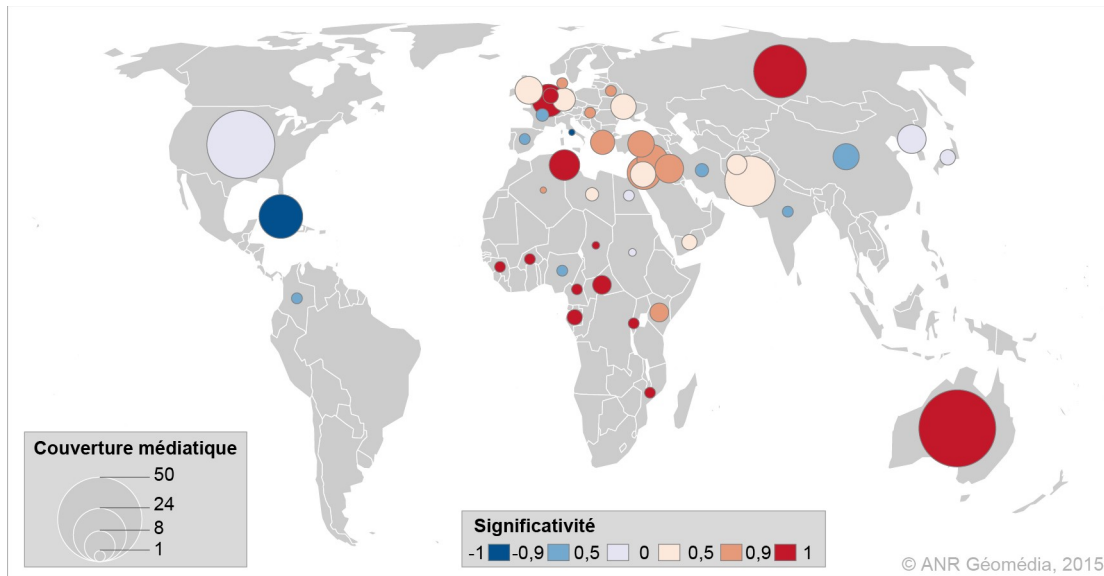 Couverture médiatique
50
24
8
1
Significativité
-1 -0,9 0,5 0 0,5 0,9 1
© ANR Géomédia, 2015